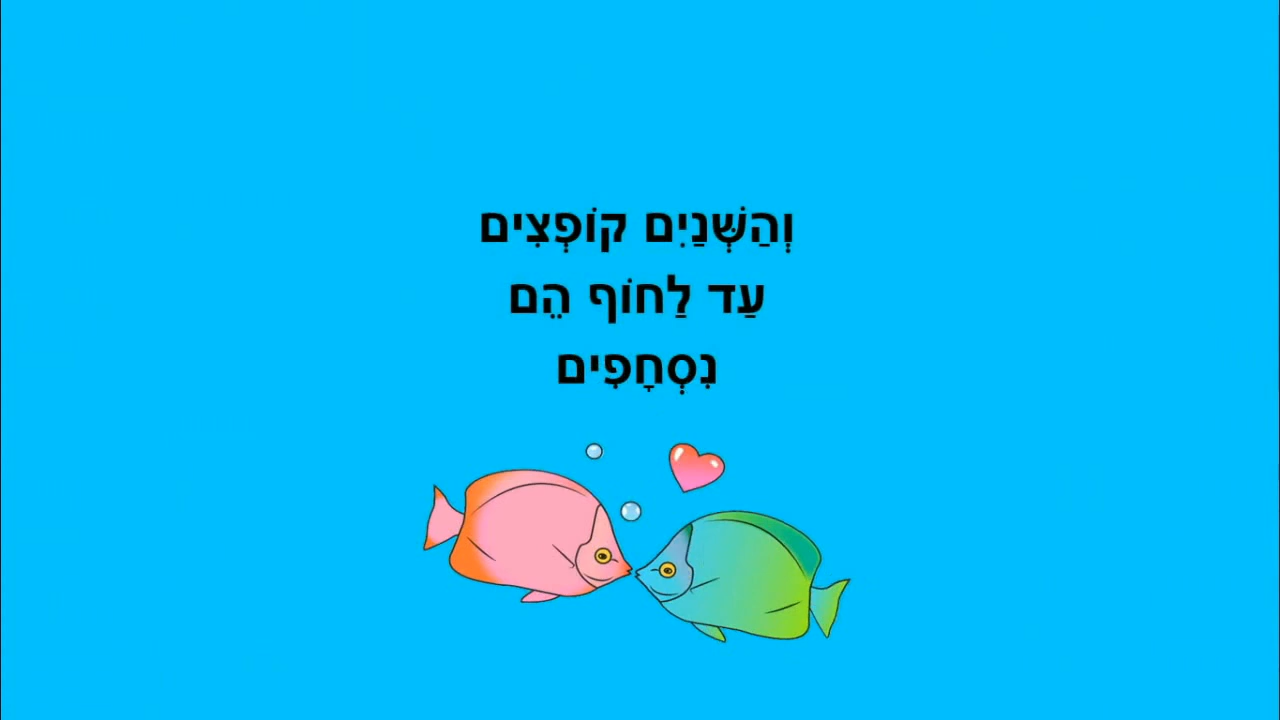 וְהַשְּׁנַיִם קוֹפְצִים
עַד לַחוֹף הֵם
נִסְחָפִים